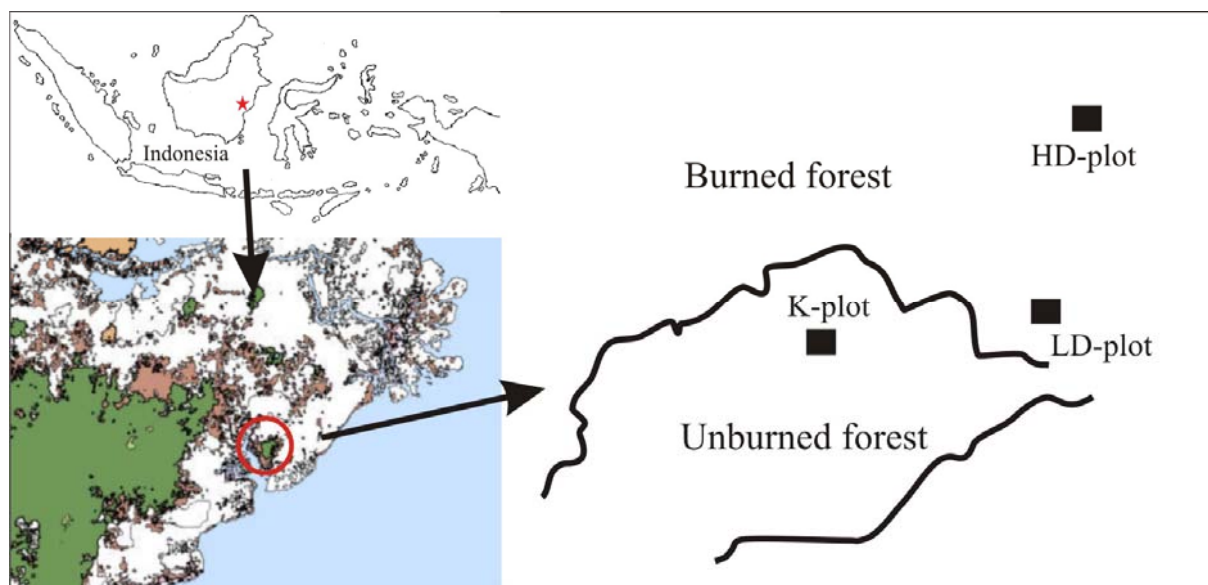 Indonesia
HD-plot
Burned forest
K-plot
LD-plot
Unburned forest